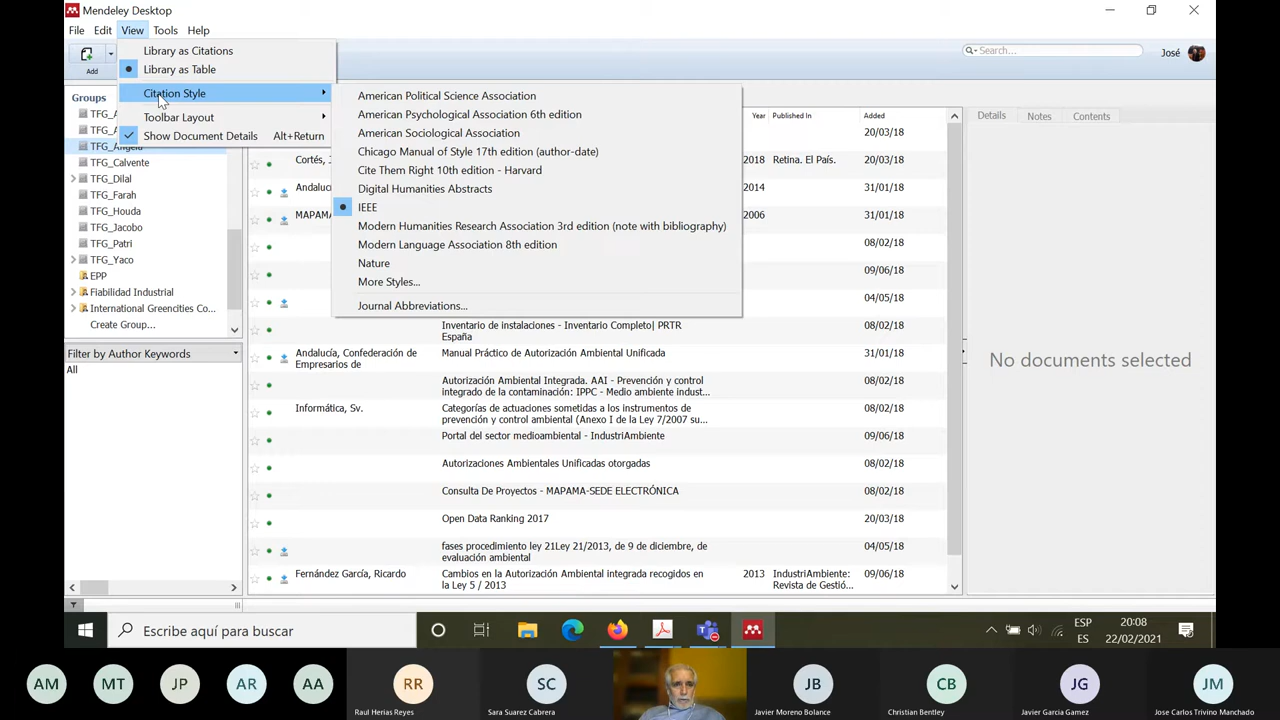 Mendeley Desktop
File Edit View Tools Help
Add
Search...
José
Library as Citations
Library as Table
Citation Style
Toolbar Layout
Show Document Details Alt+Return
American Political Science Association
American Psychological Association 6th edition
American Sociological Association
Chicago Manual of Style 17th edition (author-date)
Cite Them Right 10th edition - Harvard
Digital Humanities Abstracts
IEEE
Modern Humanities Research Association 3rd edition (note with bibliography)
Modern Language Association 8th edition
Nature
More Styles...
Journal Abbreviations...
Groups
TFG_Calvente
TFG_Dilal
TFG_Farah
TFG_Houda
TFG_Jacobo
TFG_Patri
TFG_Yaco
EPP
Fiabilidad Industrial
International Greencities Co...
Create Group...
Filter by Author Keywords
All
Year Published In Added
20/03/18
Cortés, J 2018 Retina. El País. 20/03/18
Andaluc 2014 31/01/18
MAPAMA 2006 31/01/18
08/02/18
09/06/18
04/05/18
Inventario de instalaciones - Inventario Completo| PRTR 08/02/18
España
Andalucía, Confederación de Manual Práctico de Autorización Ambiental Unificada 31/01/18
Empresarios de
Autorización Ambiental Integrada. AAI - Prevención y control 08/02/18
integrado de la contaminación: IPPC - Medio ambiente indust...
Informática, Sv. Categorías de actuaciones sometidas a los instrumentos de 08/02/18
prevención y control ambiental (Anexo I de la Ley 7/2007 su...
Portal del sector medioambiental - IndustriAmbiente 09/06/18
Autorizaciones Ambientales Unificadas otorgadas 08/02/18
Consulta De Proyectos - MAPAMA-SEDE ELECTRÓNICA 08/02/18
Open Data Ranking 2017 20/03/18
fases procedimiento ley 21Ley 21/2013, de 9 de diciembre, de 04/05/18
evaluación ambiental
Fernández García, Ricardo Cambios en la Autorización Ambiental integrada recogidos en 2013 IndustriAmbiente: 09/06/18
la Ley 5 / 2013 Revista de Gestió...
Details Notes Contents
No documents selected
Escribe aquí para buscar
ESP
ES
20:08
22/02/2021
AM MT JP AR AA RR SC JB CB JG JM
Raul Herias Reyes Sara Suarez Cabrera Javier Moreno Bolance Christian Bentley Javier Garcia Gamez Jose Carlos Trivino Manchado